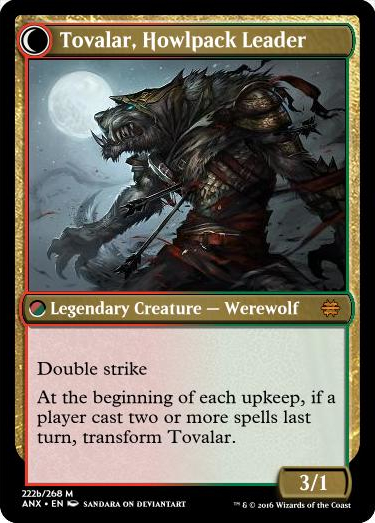 Tovalar, Howlpack Leader
Legendary Creature — Werewolf
Double strike
At the beginning of each upkeep, if a
player cast two or more spells last
turn, transform Tovalar.
3/1
222b/268 M
ANX • EN SANDARA ON DEVIANTART
™ & © 2016 Wizards of the Coast